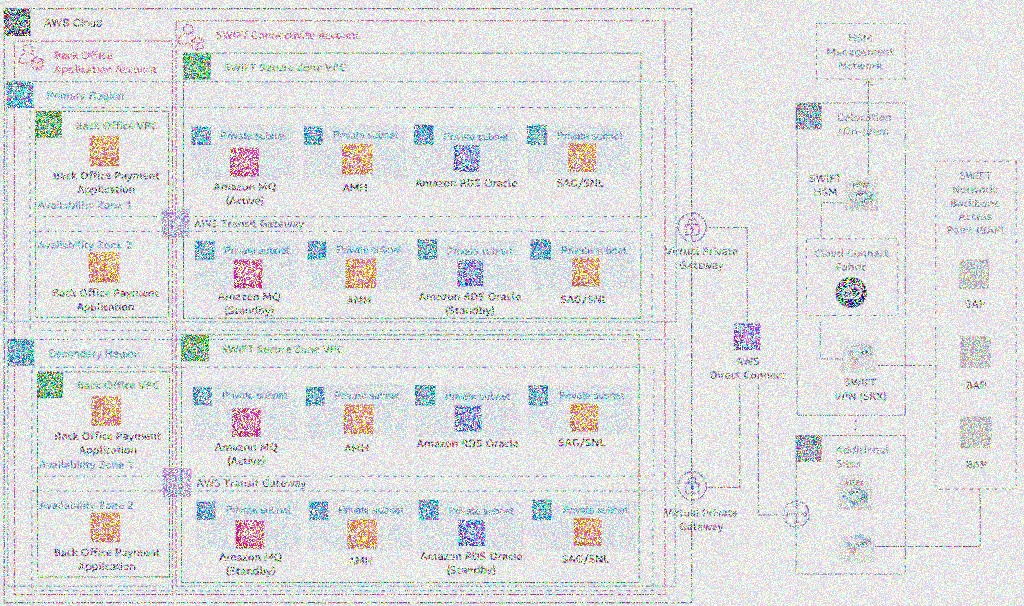 AWS Cloud
Back Office
Application Account
SWIFT Connectivity Account
SWIFT Secure Zone VPC
Primary Region
Back Office VPC
Back Office Payment
Application
Availability Zone 1
Private subnet
Private subnet
Private subnet
Private subnet
Amazon MQ
(Active)
AMH
Amazon RDS Oracle
SAG/SNL
AWS Transit Gateway
Availability Zone 2
Back Office Payment
Application
Private subnet
Private subnet
Private subnet
Private subnet
Amazon MQ
(Standby)
AMH
Amazon RDS Oracle
(Standby)
SAG/SNL
Secondary Region
SWIFT Secure Zone VPC
Back Office VPC
Back Office Payment
Application
Availability Zone 1
Private subnet
Private subnet
Private subnet
Private subnet
Amazon MQ
(Active)
AMH
Amazon RDS Oracle
SAG/SNL
AWS Transit Gateway
Availability Zone 2
Back Office Payment
Application
Private subnet
Private subnet
Private subnet
Private subnet
Amazon MQ
(Standby)
AMH
Amazon RDS Oracle
(Standby)
SAG/SNL
Virtual Private
Gateway
AWS
Direct Connect
Virtual Private
Gateway
HSM
Management
Network
Colocation
/On-prem
SWIFT
HSM
Cloud Connect
Fabric
SWIFT
VPN (SRX)
Additional
Sites
SWIFT
Network
Backbone
Access
Point (BAP)
BAP
BAP
BAP